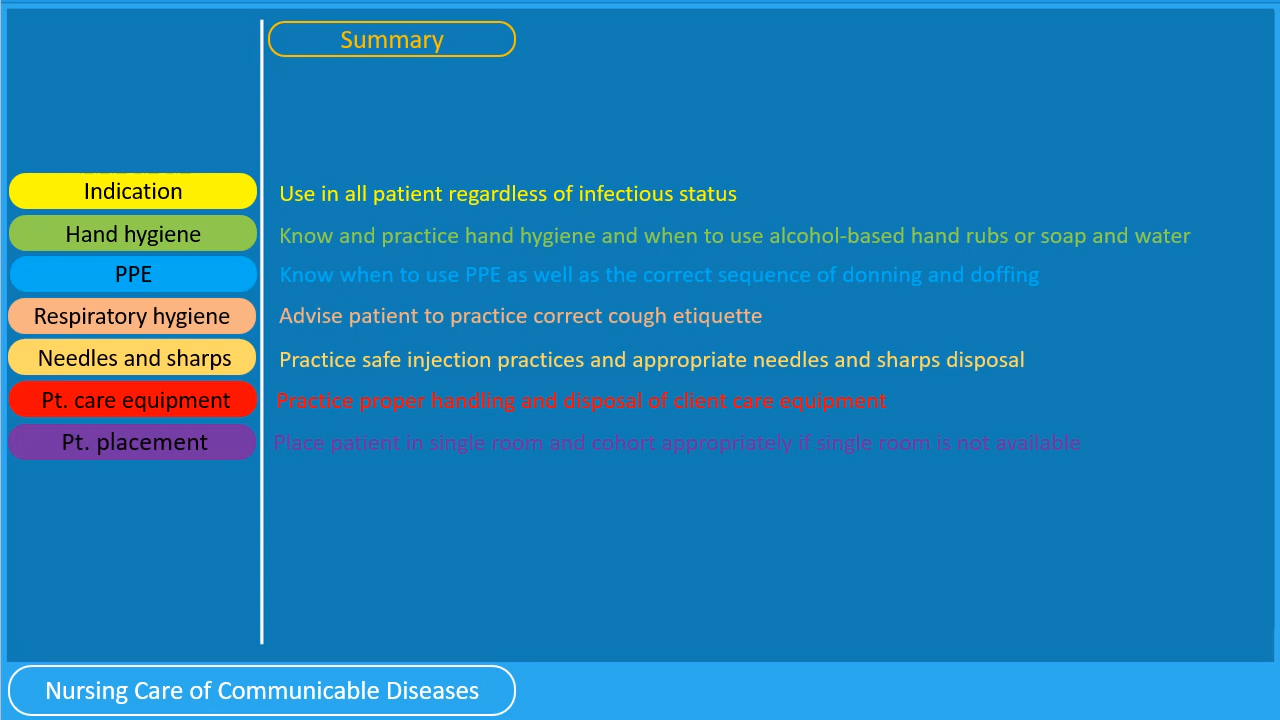 Summary
Indication
Use in all patient regardless of infectious status
Hand hygiene
Know and practice hand hygiene and when to use alcohol-based hand rubs or soap and water
PPE
Know when to use PPE as well as the correct sequence of donning and doffing
Respiratory hygiene
Advise patient to practice correct cough etiquette
Needles and sharps
Practice safe injection practices and appropriate needles and sharps disposal
Pt. care equipment
Practice proper handling and disposal of client care equipment
Pt. placement
Place patient in single room and cohort appropriately if single room is not available
Nursing Care of Communicable Diseases